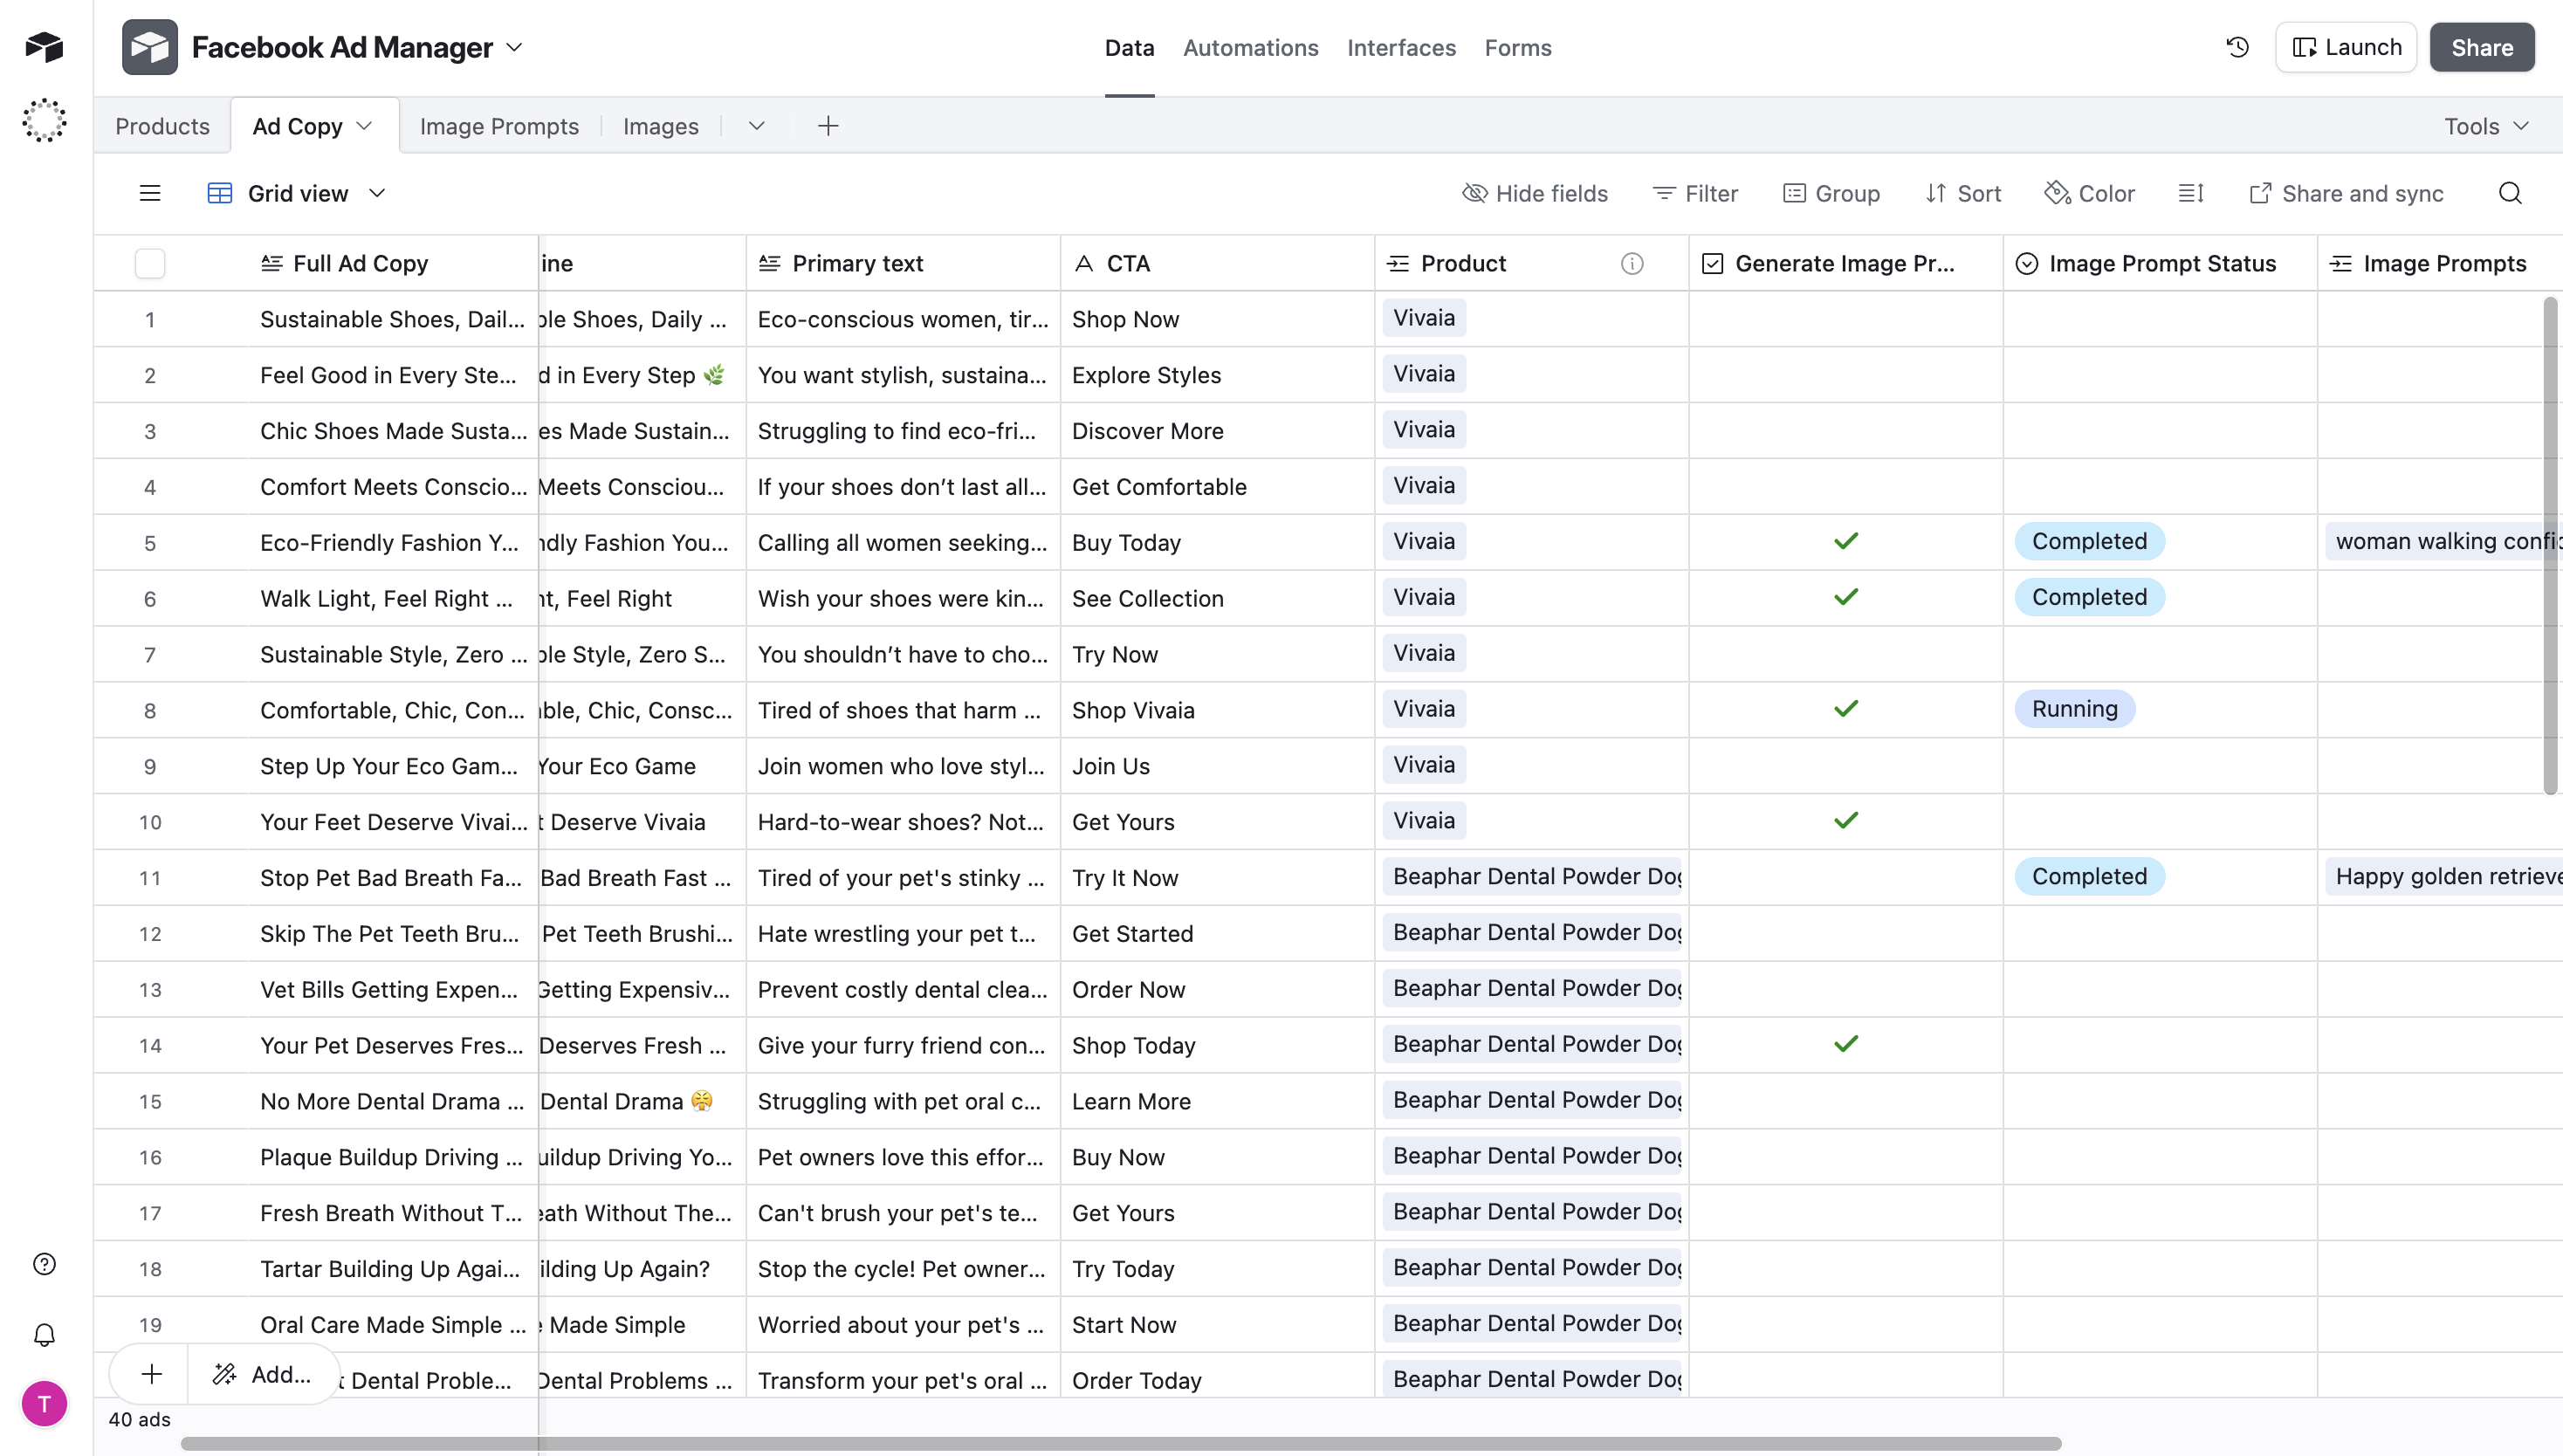 Facebook Ad Manager
Data Automations Interfaces Forms
Launch Share
Products Ad Copy Image Prompts Images
Tools
Grid view
Hide fields Filter Group Sort Color Share and sync
Full Ad Copy ine Primary text CTA Product Generate Image Pr... Image Prompt Status Image Prompts
1 Sustainable Shoes, Dail... ble Shoes, Daily ... Eco-conscious women, tir... Shop Now Vivaia
2 Feel Good in Every Ste... d in Every Step 🌿 You want stylish, sustaina... Explore Styles Vivaia
3 Chic Shoes Made Susta... es Made Sustain... Struggling to find eco-fri... Discover More Vivaia
4 Comfort Meets Conscio... Meets Consciou... If your shoes don’t last all... Get Comfortable Vivaia
5 Eco-Friendly Fashion Y... ndly Fashion You... Calling all women seeking... Buy Today Vivaia Completed woman walking confid
6 Walk Light, Feel Right ... ht, Feel Right Wish your shoes were kin... See Collection Vivaia Completed
7 Sustainable Style, Zero ... ble Style, Zero S... You shouldn’t have to cho... Try Now Vivaia
8 Comfortable, Chic, Con... able, Chic, Consc... Tired of shoes that harm ... Shop Vivaia Vivaia Running
9 Step Up Your Eco Gam... Your Eco Game Join women who love styl... Join Us Vivaia
10 Your Feet Deserve Vivai... t Deserve Vivaia Hard-to-wear shoes? Not... Get Yours Vivaia
11 Stop Pet Bad Breath Fa... Bad Breath Fast ... Tired of your pet's stinky ... Try It Now Beaphar Dental Powder Dog Completed Happy golden retrieve
12 Skip The Pet Teeth Bru... Pet Teeth Brushi... Hate wrestling your pet t... Get Started Beaphar Dental Powder Dog
13 Vet Bills Getting Expen... Getting Expensiv... Prevent costly dental clea... Order Now Beaphar Dental Powder Dog
14 Your Pet Deserves Fres... Deserves Fresh ... Give your furry friend con... Shop Today Beaphar Dental Powder Dog
15 No More Dental Drama ... Dental Drama 😤 Struggling with pet oral c... Learn More Beaphar Dental Powder Dog
16 Plaque Buildup Driving ... uildup Driving Yo... Pet owners love this effor... Buy Now Beaphar Dental Powder Dog
17 Fresh Breath Without T... eath Without The... Can't brush your pet's te... Get Yours Beaphar Dental Powder Dog
18 Tartar Building Up Agai... ilding Up Again? Stop the cycle! Pet owner... Try Today Beaphar Dental Powder Dog
19 Oral Care Made Simple ... e Made Simple Worried about your pet's ... Start Now Beaphar Dental Powder Dog
Add... t Dental Proble... Dental Problems ... Transform your pet's oral ... Order Today Beaphar Dental Powder Dog
T
40 ads